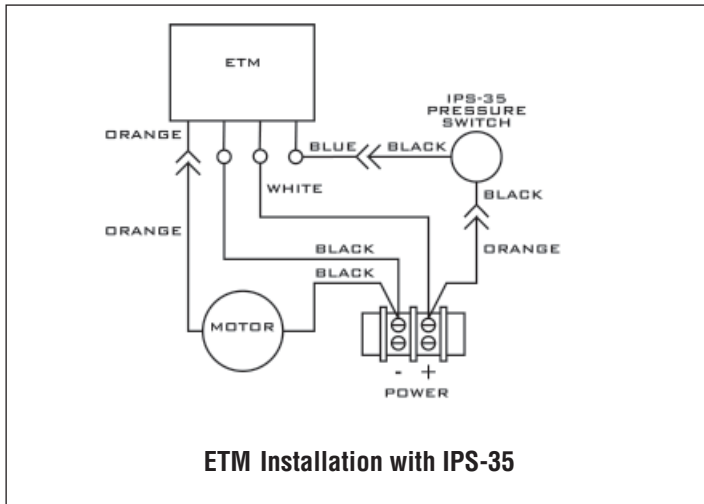 ETM
IPS-35
PRESSURE
SWITCH
ORANGE
BLUE
BLACK
WHITE
BLACK
ORANGE
BLACK
ORANGE
BLACK
MOTOR
- +
POWER
ETM Installation with IPS-35